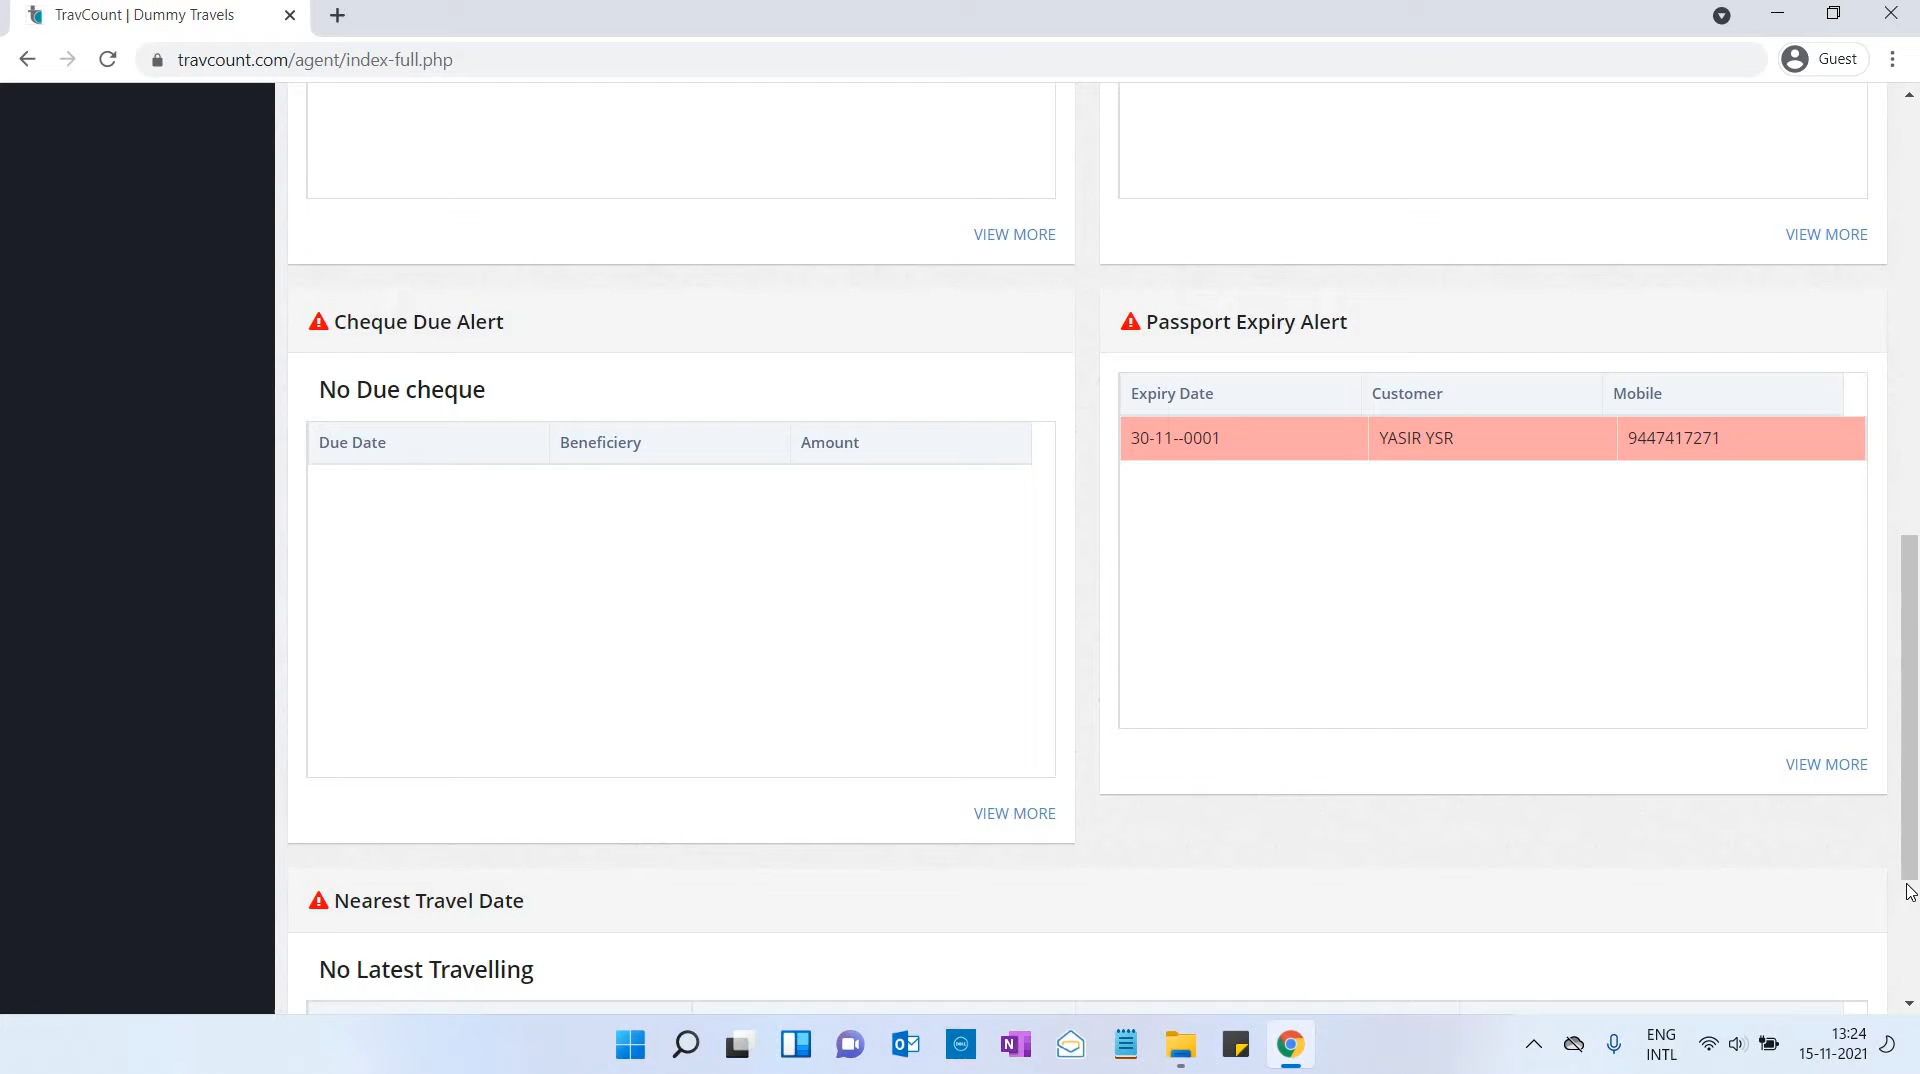 TravCount | Dummy Travels
travcount.com/agent/index-full.php
Guest
VIEW MORE
VIEW MORE
Cheque Due Alert
No Due cheque
Due Date Beneficiery Amount
VIEW MORE
Passport Expiry Alert
Expiry Date Customer Mobile
30-11--0001 YASIR YSR 9447417271
VIEW MORE
Nearest Travel Date
No Latest Travelling
ENG
INTL
13:24
15-11-2021